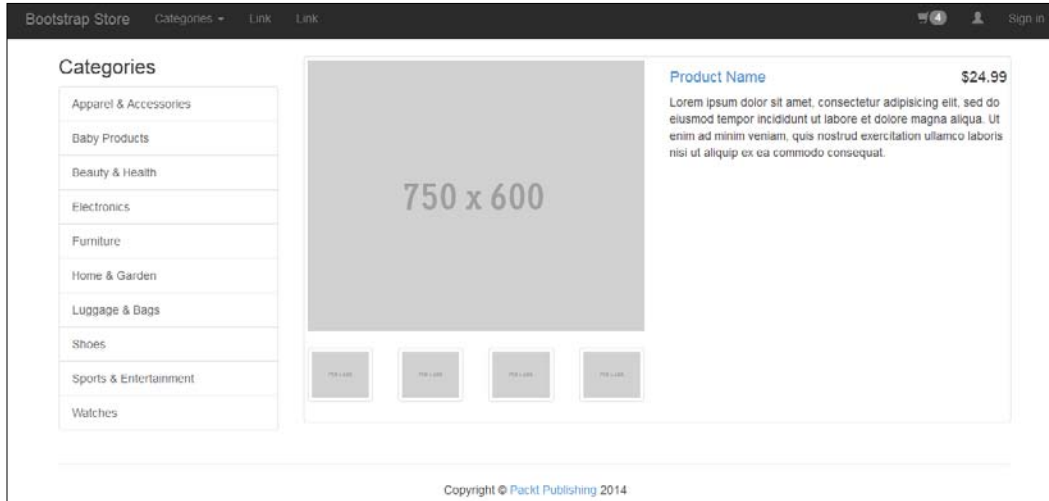 Bootstrap Store Categories Link Link 4 Sign in
Categories
Apparel & Accessories
Baby Products
Beauty & Health
Electronics
Furniture
Home & Garden
Luggage & Bags
Shoes
Sports & Entertainment
Watches
750 x 600
Product Name $24.99
Lorem ipsum dolor sit amet, consectetur adipisicing elit, sed do
eiusmod tempor incididunt ut labore et dolore magna aliqua. Ut
enim ad minim veniam, quis nostrud exercitation ullamco laboris
nisi ut aliquip ex ea commodo consequat.
Copyright © Packt Publishing 2014